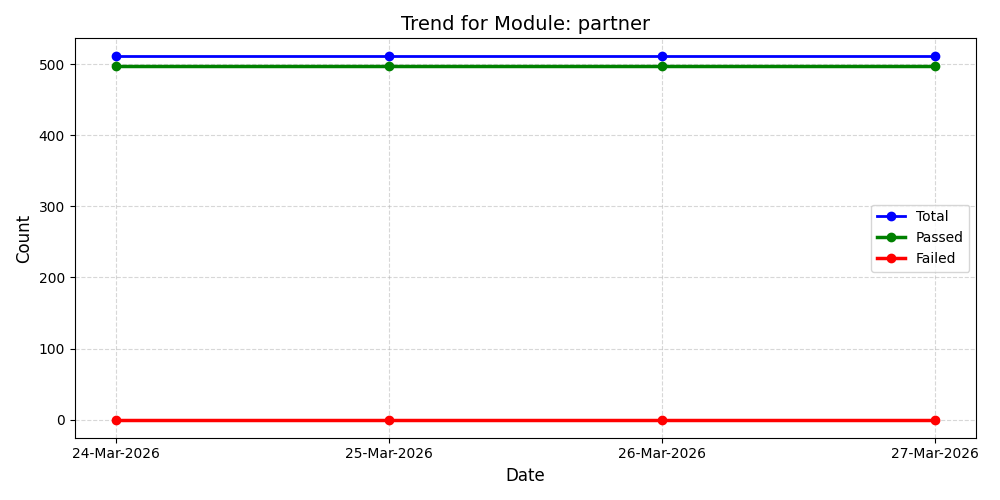 Trend for Module: partner
500
400
300
200
100
0
Count
Total
Passed
Failed
24-Mar-2026
25-Mar-2026
26-Mar-2026
27-Mar-2026
Date